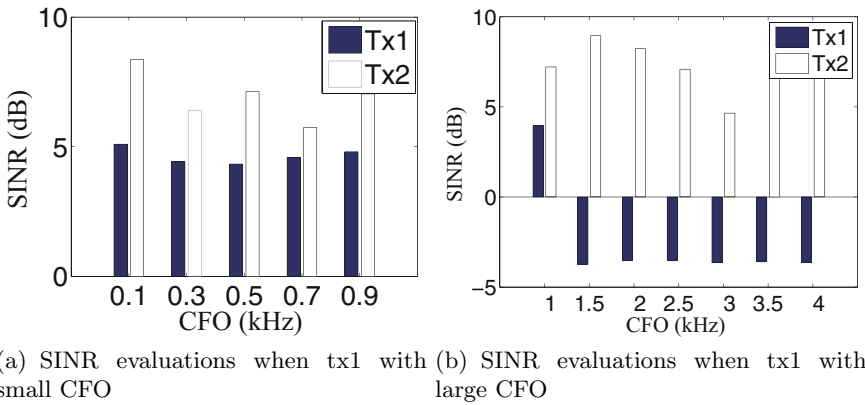 10
5
0
SINR (dB)
Tx1
Tx2
0.1 0.3 0.5 0.7 0.9
CFO (kHz)
10
5
0
−5
SINR (dB)
Tx1
Tx2
1 1.5 2 2.5 3 3.5 4
CFO (kHz)
(a) SINR evaluations when tx1 with
small CFO
(b) SINR evaluations when tx1 with
large CFO